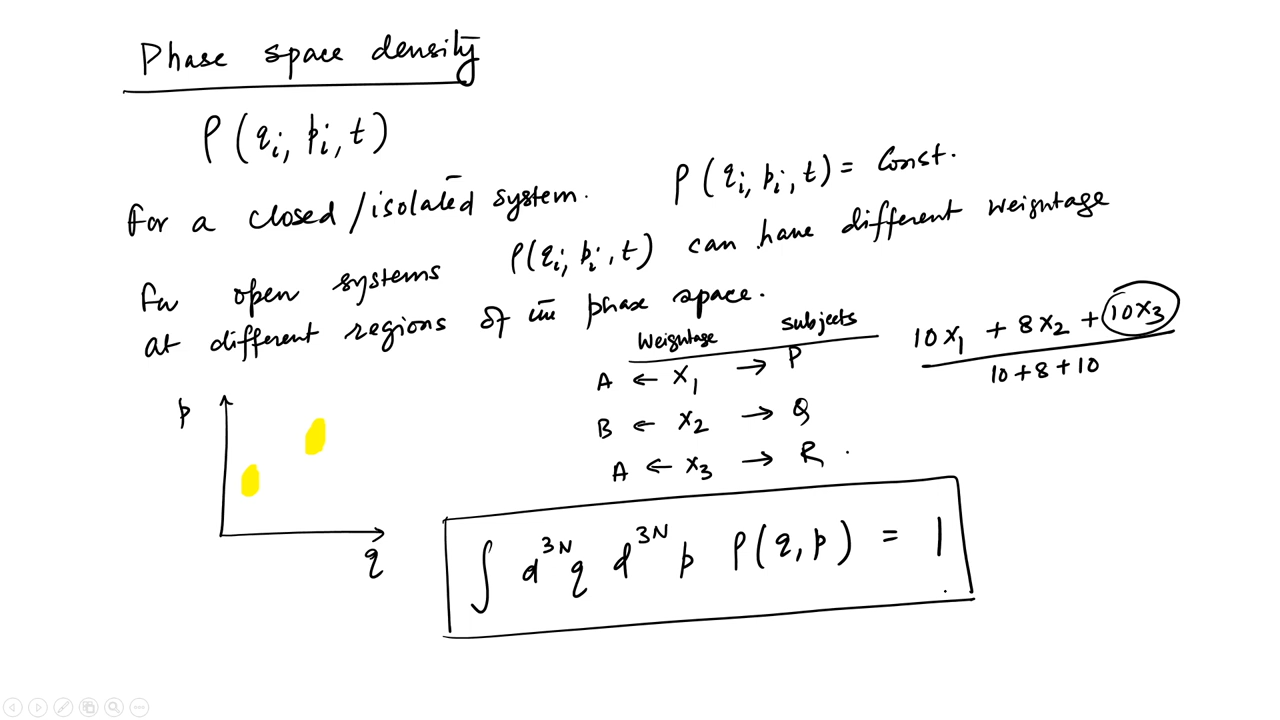 Phase space density
ρ(qi, pi, t)
For a closed/isolated system. ρ(qi, pi, t) = Const.
For open systems ρ(qi, pi, t) can have different weightage
at different regions of the phase space.
Weightage subjects
A ← x₁ → P
B ← x₂ → Q
A ← x₃ → R.
10x₁ + 8x₂ + 10x₃
10+8+10
p
q
∫ d³ᴺq d³ᴺp ρ(q,p) = 1